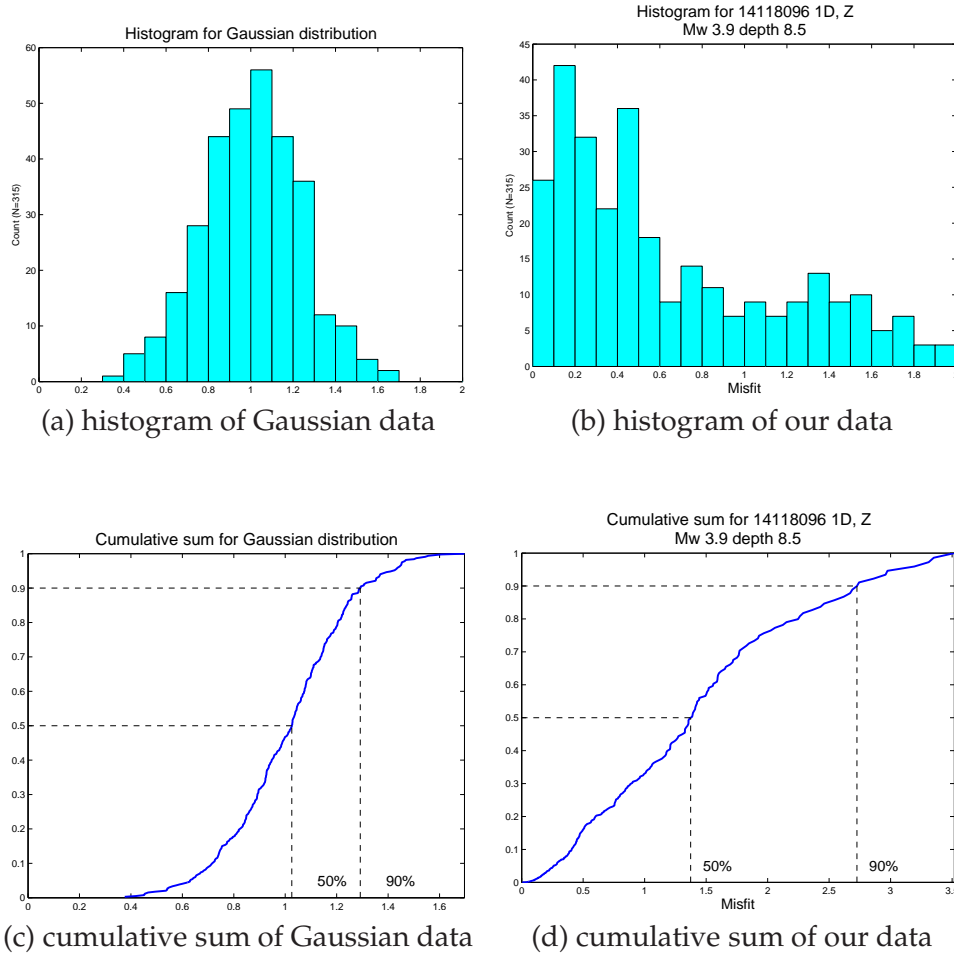 Histogram for Gaussian distribution
60
50
40
30
20
10
0
Count (N=315)
0 0.2 0.4 0.6 0.8 1 1.2 1.4 1.6 1.8 2
(a) histogram of Gaussian data
Histogram for 14118096 1D, Z
Mw 3.9 depth 8.5
45
40
35
30
25
20
15
10
5
0
Count (N=315)
0 0.2 0.4 0.6 0.8 1 1.2 1.4 1.6 1.8
Misfit
(b) histogram of our data
Cumulative sum for Gaussian distribution
1
0.9
0.8
0.7
0.6
0.5
0.4
0.3
0.2
0.1
0
50% 90%
0 0.2 0.4 0.6 0.8 1 1.2 1.4 1.6
(c) cumulative sum of Gaussian data
Cumulative sum for 14118096 1D, Z
Mw 3.9 depth 8.5
1
0.9
0.8
0.7
0.6
0.5
0.4
0.3
0.2
0.1
0
50% 90%
0 0.5 1 1.5 2 2.5 3 3.5
Misfit
(d) cumulative sum of our data